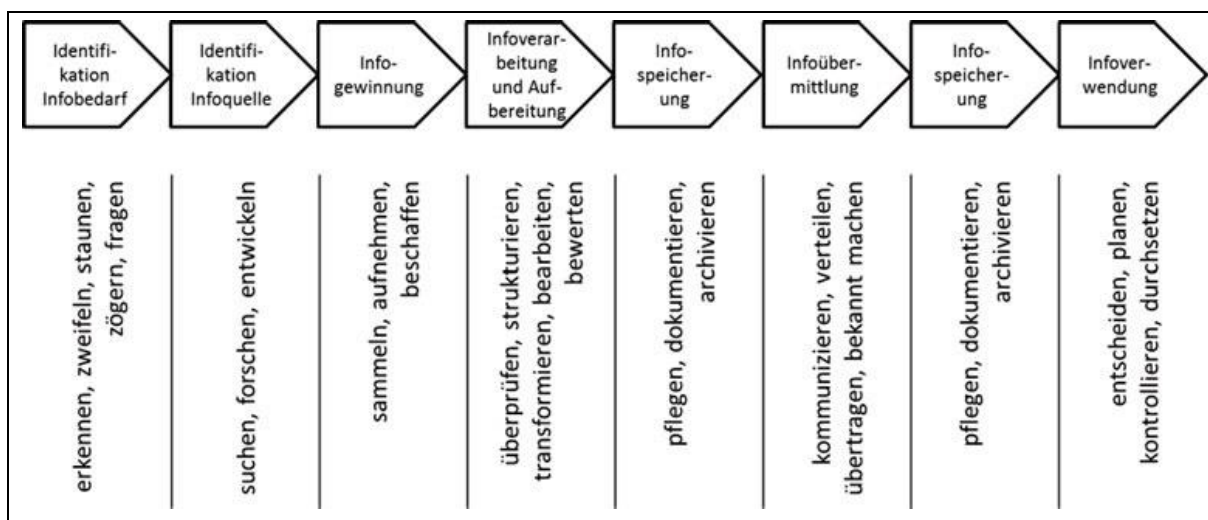 Identifi-
kation
Infobedarf
Identifi-
kation
Infoquelle
Info-
gewinnung
Infoverar-
beitung
und Auf-
bereitung
Info-
speicher-
ung
Infoüber-
mittlung
Info-
speicher-
ung
Infover-
wendung
erkennen, zweifeln, staunen,
zögern, fragen
suchen, forschen, entwickeln
sammeln, aufnehmen,
beschaffen
überprüfen, strukturieren,
transformieren, bearbeiten,
bewerten
pflegen, dokumentieren,
archivieren
kommunizieren, verteilen,
übertragen, bekannt machen
pflegen, dokumentieren,
archivieren
entscheiden, planen,
kontrollieren, durchsetzen